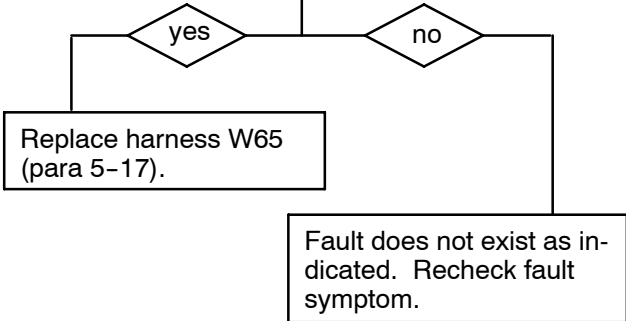 yes
no
Replace harness W65
(para 5-17).
Fault does not exist as in-
dicated. Recheck fault
symptom.